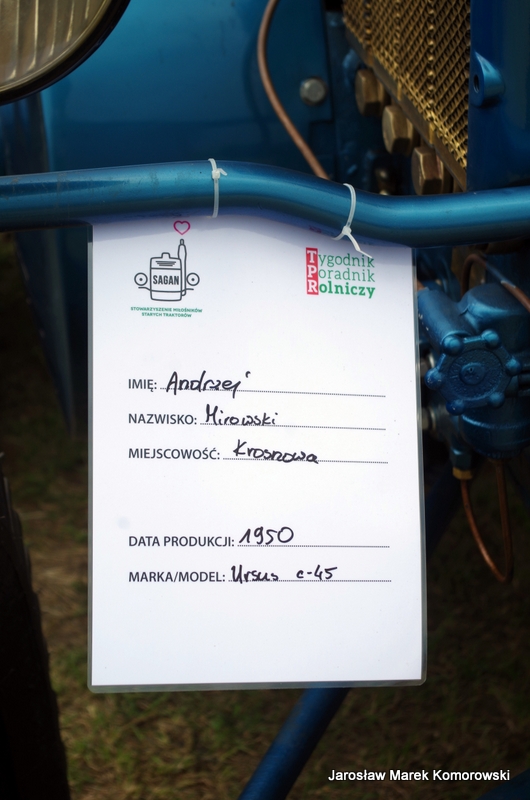 SAGAN
STOWARZYSZENIE MIŁOŚNIKÓW
STARYCH TRAKTORÓW
Tygodnik
Poradnik
Rolniczy
IMIĘ: Andrzej
NAZWISKO: Mirowski
MIEJSCOWOŚĆ: Krosnowa
DATA PRODUKCJI: 1950
MARKA/MODEL: Ursus c-45
Jarosław Marek Komorowski